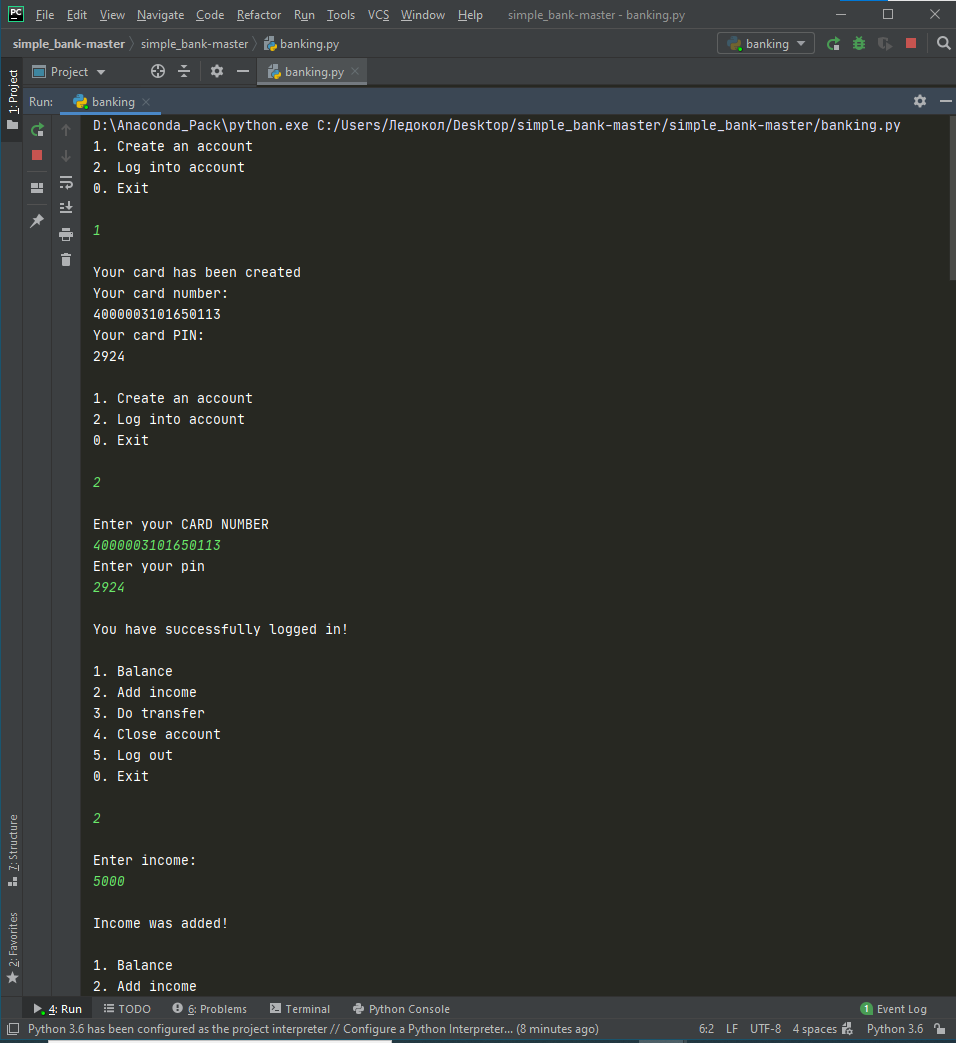 PC File Edit View Navigate Code Refactor Run Tools VCS Window Help simple_bank-master - banking.py
simple_bank-master simple_bank-master banking.py banking
1: Project
Project banking.py
Run: banking
D:\Anaconda_Pack\python.exe C:/Users/Ледокол/Desktop/simple_bank-master/simple_bank-master/banking.py
1. Create an account
2. Log into account
0. Exit
1
Your card has been created
Your card number:
4000003101650113
Your card PIN:
2924
1. Create an account
2. Log into account
0. Exit
2
Enter your CARD NUMBER
4000003101650113
Enter your pin
2924
You have successfully logged in!
1. Balance
2. Add income
3. Do transfer
4. Close account
5. Log out
0. Exit
2
Enter income:
5000
Income was added!
1. Balance
2. Add income
7: Structure
2: Favorites
4: Run TODO 6: Problems Terminal Python Console 1 Event Log
Python 3.6 has been configured as the project interpreter // Configure a Python Interpreter... (8 minutes ago) 6:2 LF UTF-8 4 spaces Python 3.6